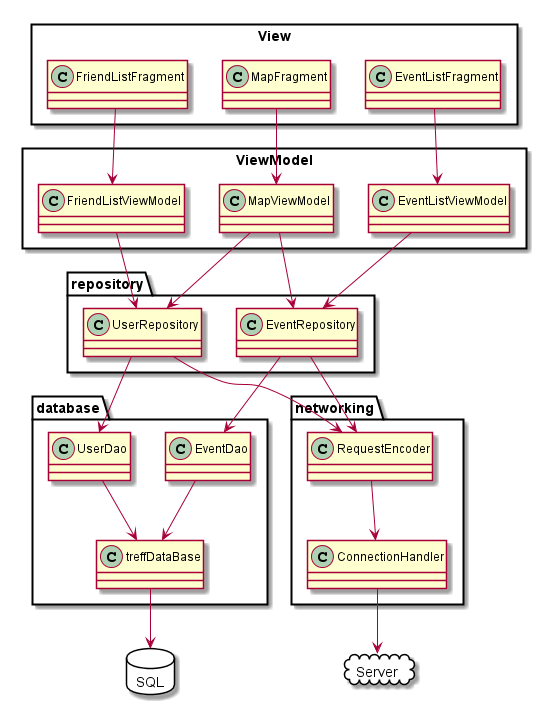 View
C FriendListFragment
C MapFragment
C EventListFragment
ViewModel
C FriendListViewModel
C MapViewModel
C EventListViewModel
repository
C UserRepository
C EventRepository
database
networking
C UserDao
C EventDao
C RequestEncoder
C treffDataBase
C ConnectionHandler
SQL
Server